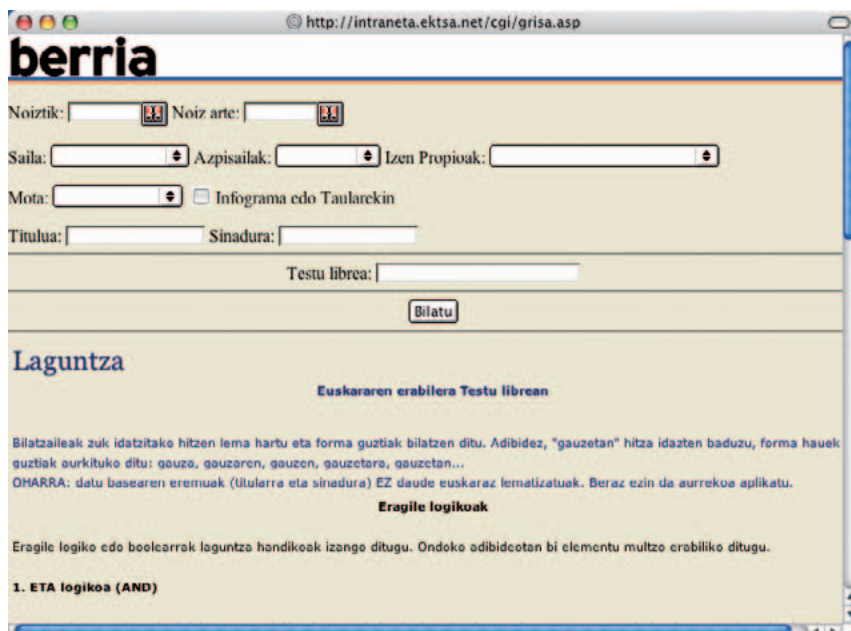 http://intraneta.ektsa.net/cgi/grisa.asp
berria
Noiztik: Noiz arte:
Saila: Azpisailak: Izen Propioak:
Mota: Infograma edo Taularekin
Titulua: Sinadura:
Testu librea:
Bilatu
Laguntza
Euskararen erabilera Testu librean
Bilatzaileak zuk idatzitako hitzen lema hartu eta forma guztiak bilatzen ditu. Adibidez, "gauzetan" hitza idazten baduzu, forma hauek
guztiak aurkituko ditu: gauza, gauzaren, gauzen, gauzetara, gauzetan...
OHARRA: datu basearen eremuak (titularra eta sinadura) EZ daude euskaraz lematizatuak. Beraz ezin da aurrekoa aplikatu.
Eragile logikoak
Eragile logiko edo boolearrak laguntza handikoak izango ditugu. Ondoko adibideotan bi elementu multzo erabiliko ditugu.
1. ETA logikoa (AND)